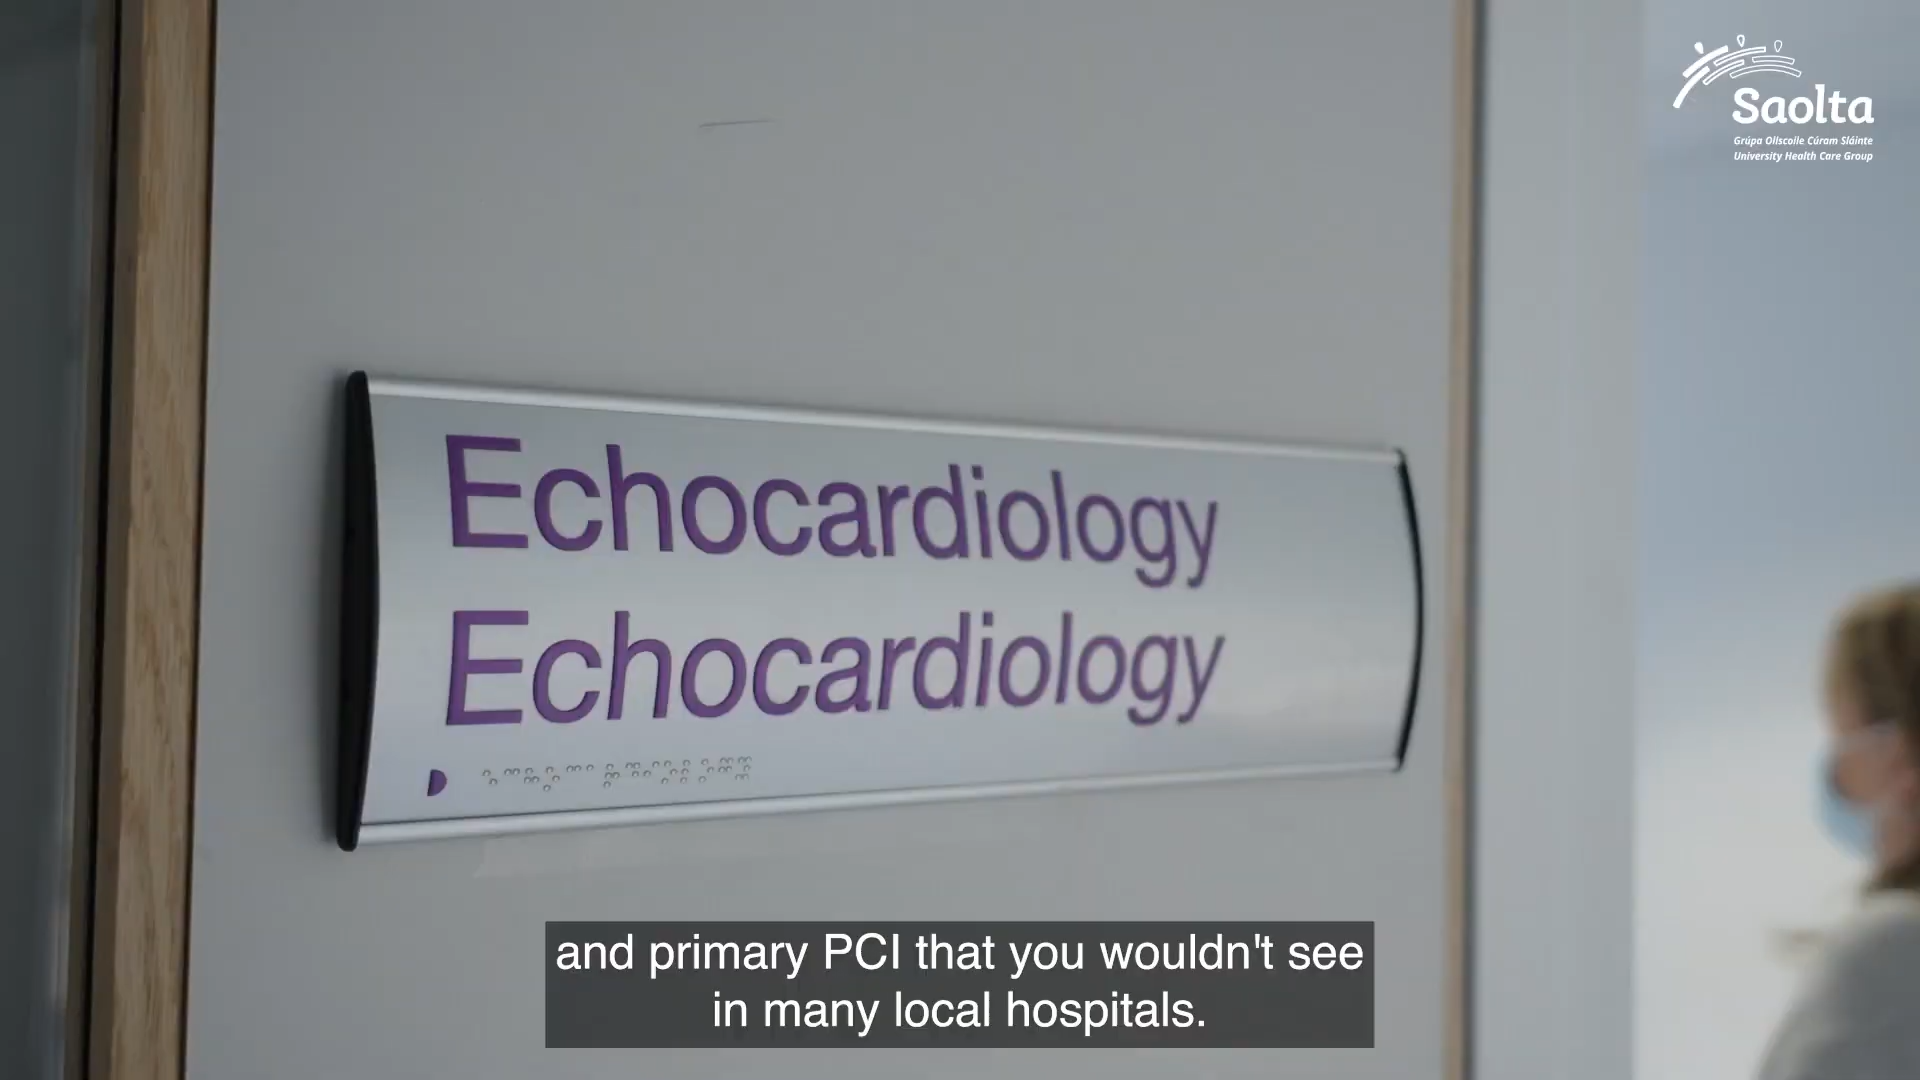 Saolta
Grúpa Ollscoile Cúram Sláinte
University Health Care Group
Echocardiology
Echocardiology
and primary PCI that you wouldn't see
in many local hospitals.